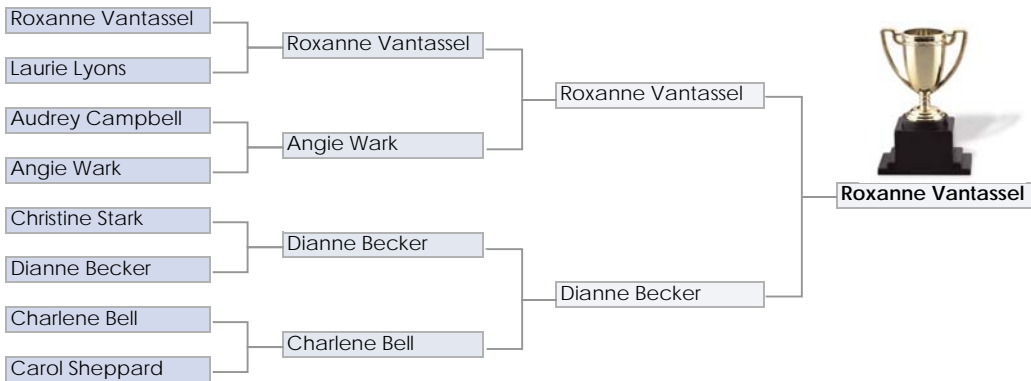 Roxanne Vantassel
Laurie Lyons
Audrey Campbell
Angie Wark
Christine Stark
Dianne Becker
Charlene Bell
Carol Sheppard
Roxanne Vantassel
Angie Wark
Dianne Becker
Charlene Bell
Roxanne Vantassel
Dianne Becker
Roxanne Vantassel